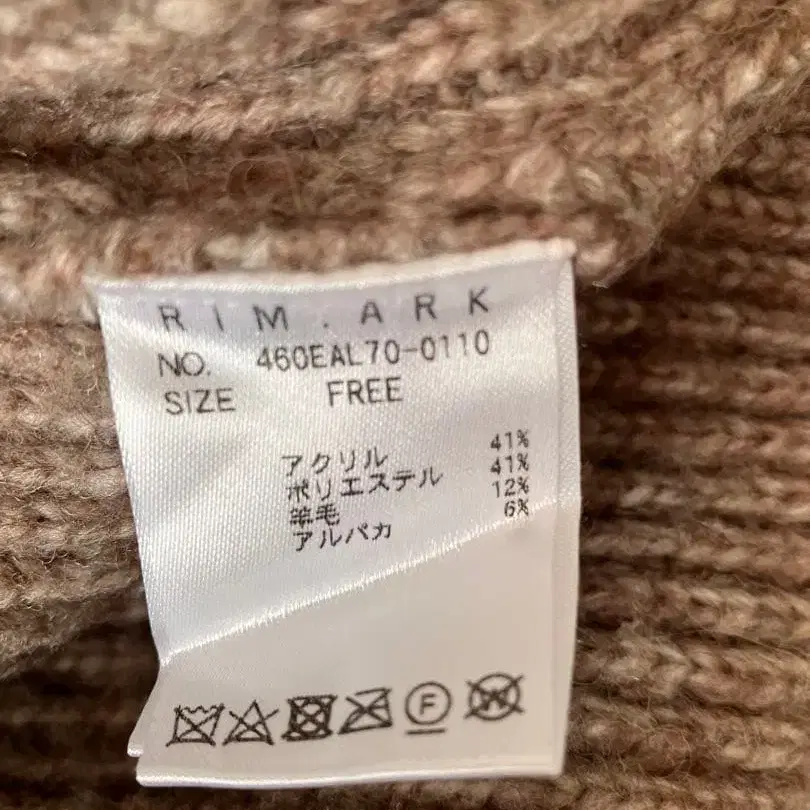 RIM.ARK
NO. 460EAL70-0110
SIZE FREE
アクリル 41%
ポリエステル 41%
羊毛 12%
アルパカ 6%
F
W